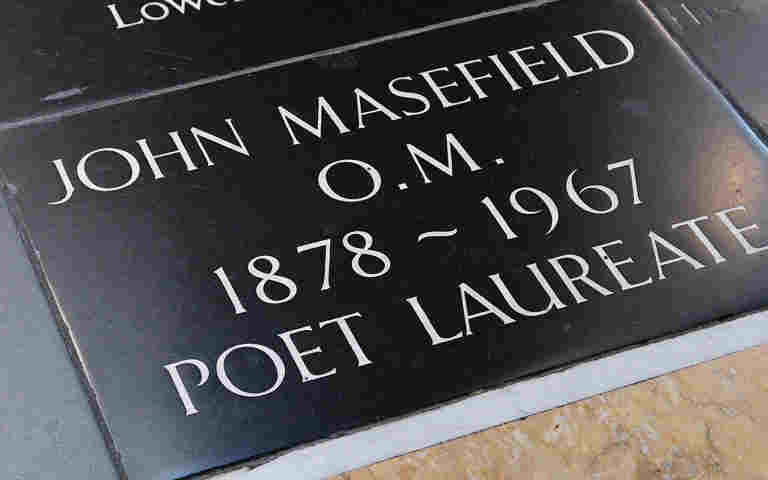 JOHN MASEFIELD
O.M.
1878 ~ 1967
POET LAUREATE